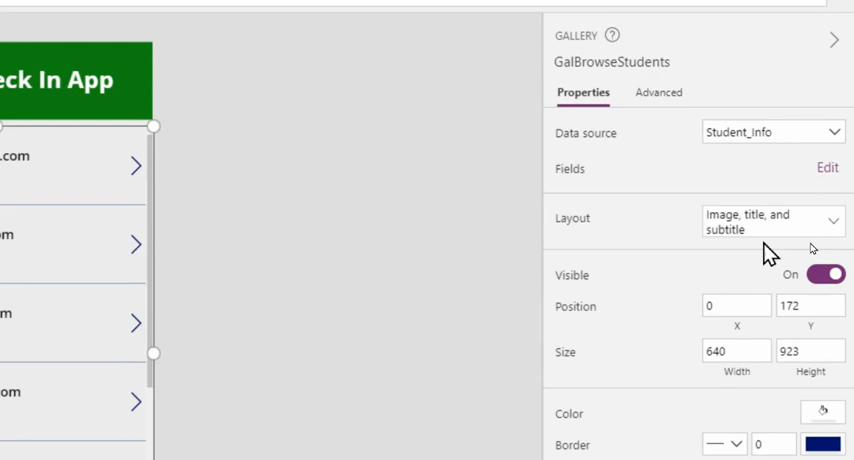 eck In App
.com
om
m
om
GALLERY ?
GalBrowseStudents
Properties Advanced
Data source Student_Info
Fields Edit
Layout Image, title, and
subtitle
Visible On
Position 0 172
X Y
Size 640 923
Width Height
Color
Border 0